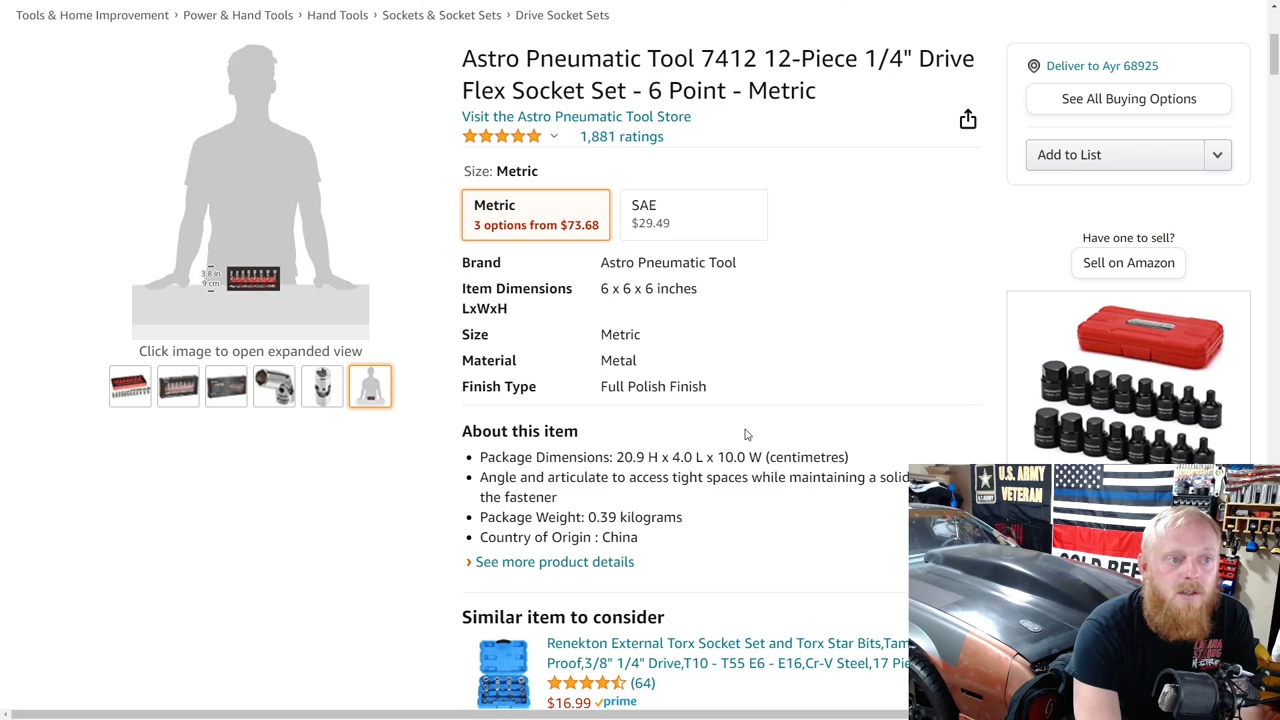 Tools & Home Improvement › Power & Hand Tools › Hand Tools › Sockets & Socket Sets › Drive Socket Sets
3.8 in
9 cm
Click image to open expanded view
Astro Pneumatic Tool 7412 12-Piece 1/4" Drive
Flex Socket Set - 6 Point - Metric
Visit the Astro Pneumatic Tool Store
1,881 ratings
Size: Metric
Metric
3 options from $73.68
SAE
$29.49
Brand Astro Pneumatic Tool
Item Dimensions 6 x 6 x 6 inches
LxWxH
Size Metric
Material Metal
Finish Type Full Polish Finish
About this item
• Package Dimensions: 20.9 H x 4.0 L x 10.0 W (centimetres)
• Angle and articulate to access tight spaces while maintaining a solid
the fastener
• Package Weight: 0.39 kilograms
• Country of Origin : China
› See more product details
Similar item to consider
Renekton External Torx Socket Set and Torx Star Bits,Tam
Proof,3/8" 1/4" Drive,T10 - T55 E6 - E16,Cr-V Steel,17 Pie
(64)
$16.99 prime
Deliver to Ayr 68925
See All Buying Options
Add to List
Have one to sell?
Sell on Amazon
U.S. ARMY
VETERAN